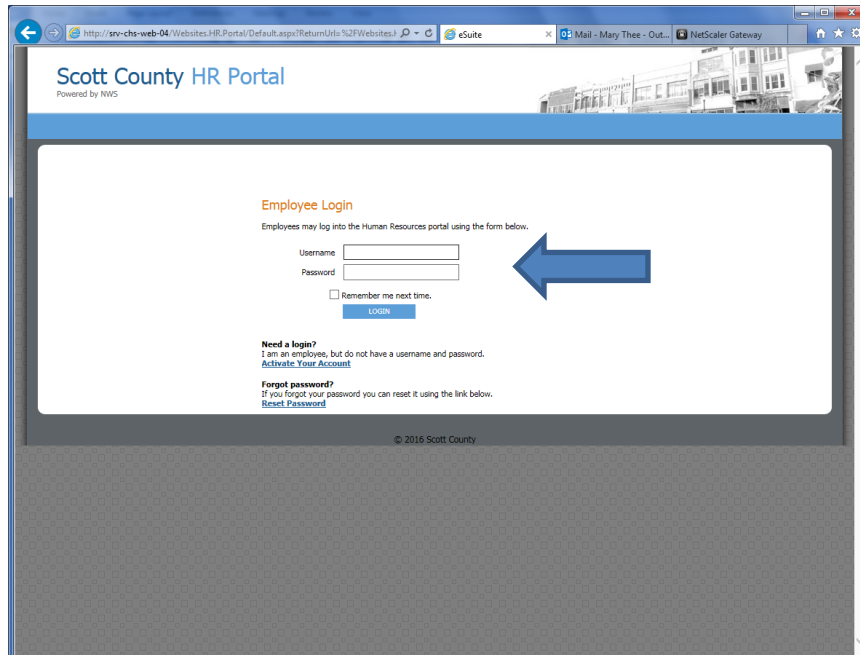 http://srv-chs-web-04/Websites.HR.Portal/Default.aspx?ReturnUrl=%2FWebsites.H
eSuite
Mail - Mary Thee - Out...
NetScaler Gateway
Scott County HR Portal
Powered by NWS
Employee Login
Employees may log into the Human Resources portal using the form below.
Username
Password
Remember me next time.
LOGIN
Need a login?
I am an employee, but do not have a username and password.
Activate Your Account
Forgot password?
If you forgot your password you can reset it using the link below.
Reset Password
© 2016 Scott County